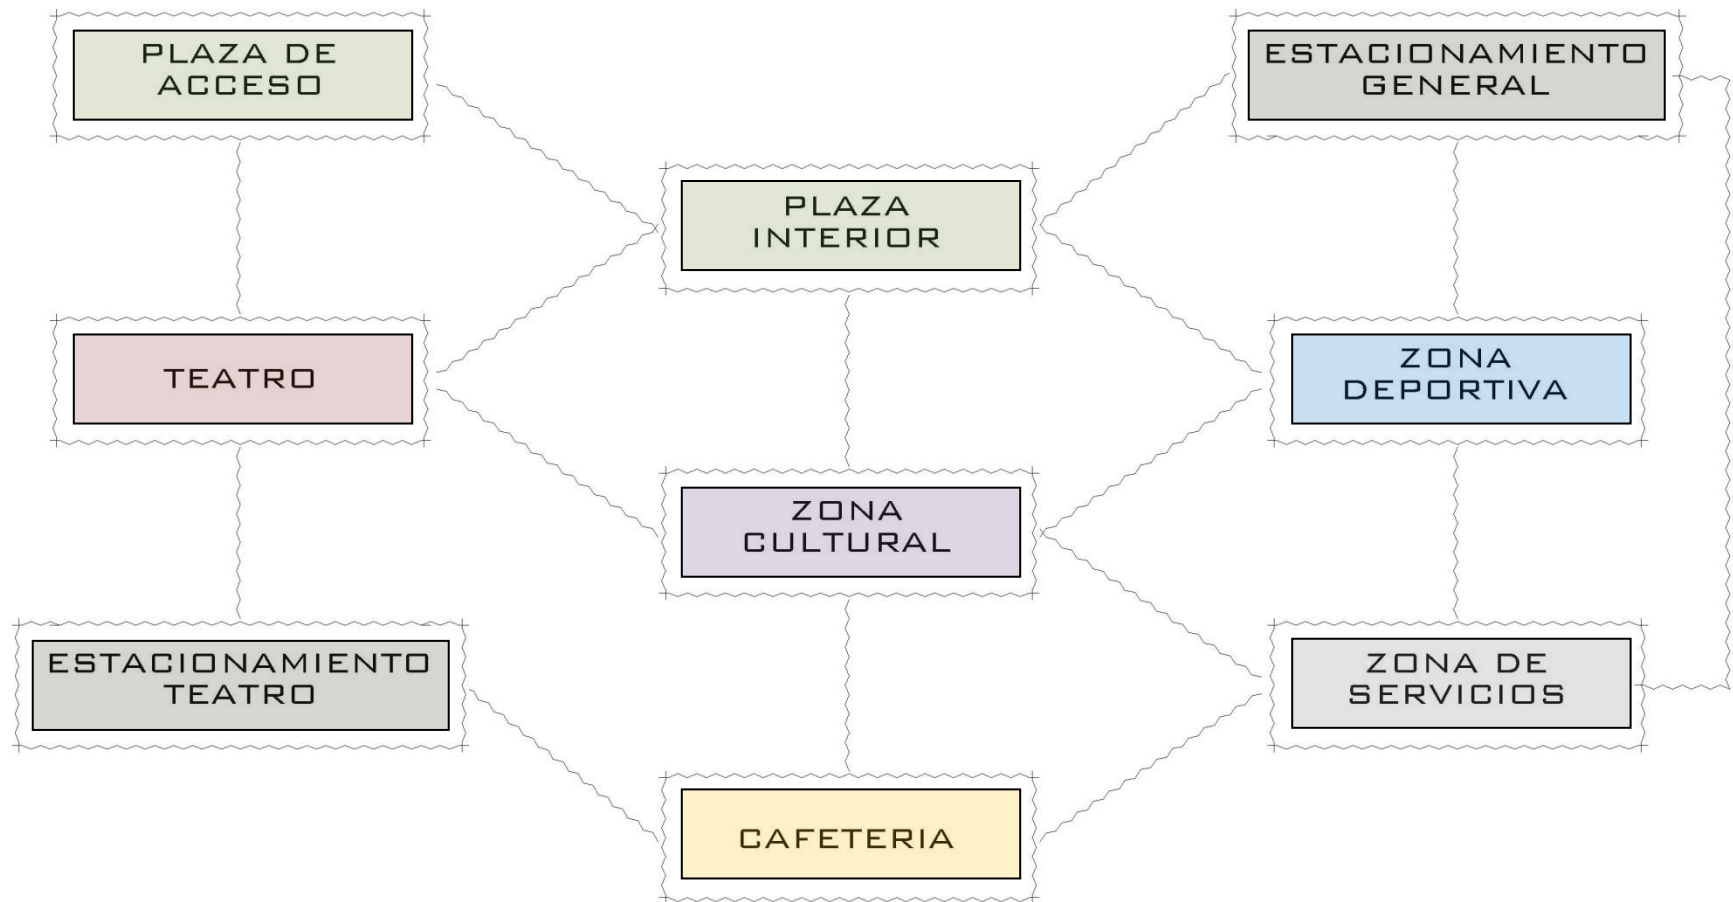 PLAZA DE
ACCESO
ESTACIONAMIENTO
GENERAL
PLAZA
INTERIOR
TEATRO
ZONA
DEPORTIVA
ZONA
CULTURAL
ESTACIONAMIENTO
TEATRO
ZONA DE
SERVICIOS
CAFETERIA